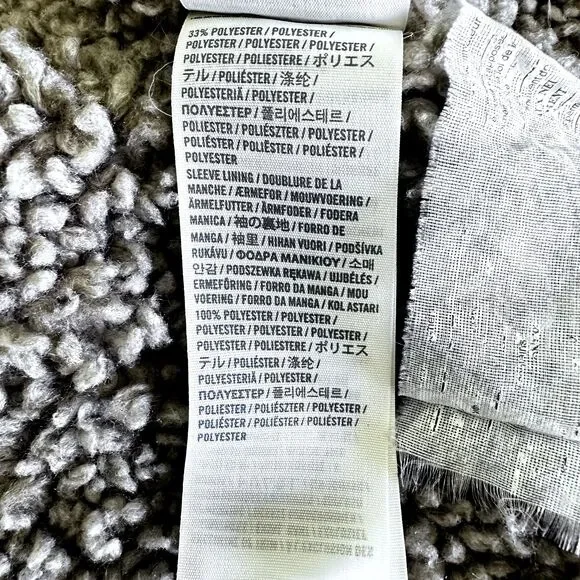 33% POLYESTER / POLYESTER /
POLYESTER / POLYESTER / POLYESTER /
POLYESTER / POLIESTERE / ポリエス
テル / POLIÉSTER / 涤纶 /
POLYESTERIÄ / POLYESTER /
ΠΟΛΥΕΣΤΕΡ / 폴리에스테르 /
POLIESTER / POLIÉSZTER / POLYESTER /
POLIÉSTER / POLIÉSTER / POLYESTER /
POLYESTER
SLEEVE LINING / DOUBLURE DE LA
MANCHE / ÆRMEFOR / MOUWVOERING /
ÄRMELFUTTER / ÄRMFODER / FODERA
MANICA / 袖の裏地 / FORRO DE
MANGA / 袖里 / HIHAN VUORI / PODŠÍVKA
RUKÁVU / ΦΟΔΡΑ ΜΑΝΙΚΙΟΥ / 소매
안감 / PODSZEWKA RĘKAWA / UJJBÉLÉS /
ERMEFÔRING / FORRO DA MANGA / MOU
VOERING / FORRO DA MANGA / KOL ASTARI
100% POLYESTER / POLYESTER /
POLYESTER / POLYESTER / POLYESTER /
POLYESTER / POLIESTERE / ポリエス
テル / POLIÉSTER / 涤纶 /
POLYESTERIÄ / POLYESTER /
ΠΟΛΥΕΣΤΕΡ / 폴리에스테르 /
POLIESTER / POLIÉSZTER / POLYESTER /
POLIÉSTER / POLIÉSTER / POLYESTER /
POLYESTER